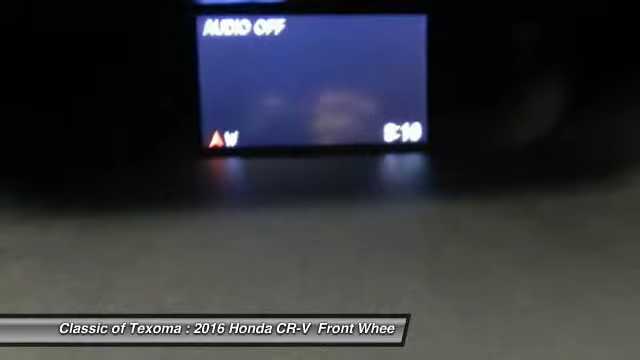 AUDIO OFF
W 8:10
Classic of Texoma : 2016 Honda CR-V Front Whee